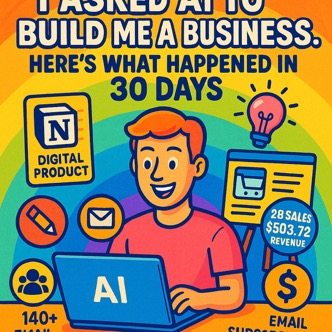 I ASKED AI TO
BUILD ME A BUSINESS.
HERE'S WHAT HAPPENED IN
30 DAYS
N
DIGITAL
PRODUCT
28 SALES
$503.72
REVENUE
AI
$
140+
EMAIL